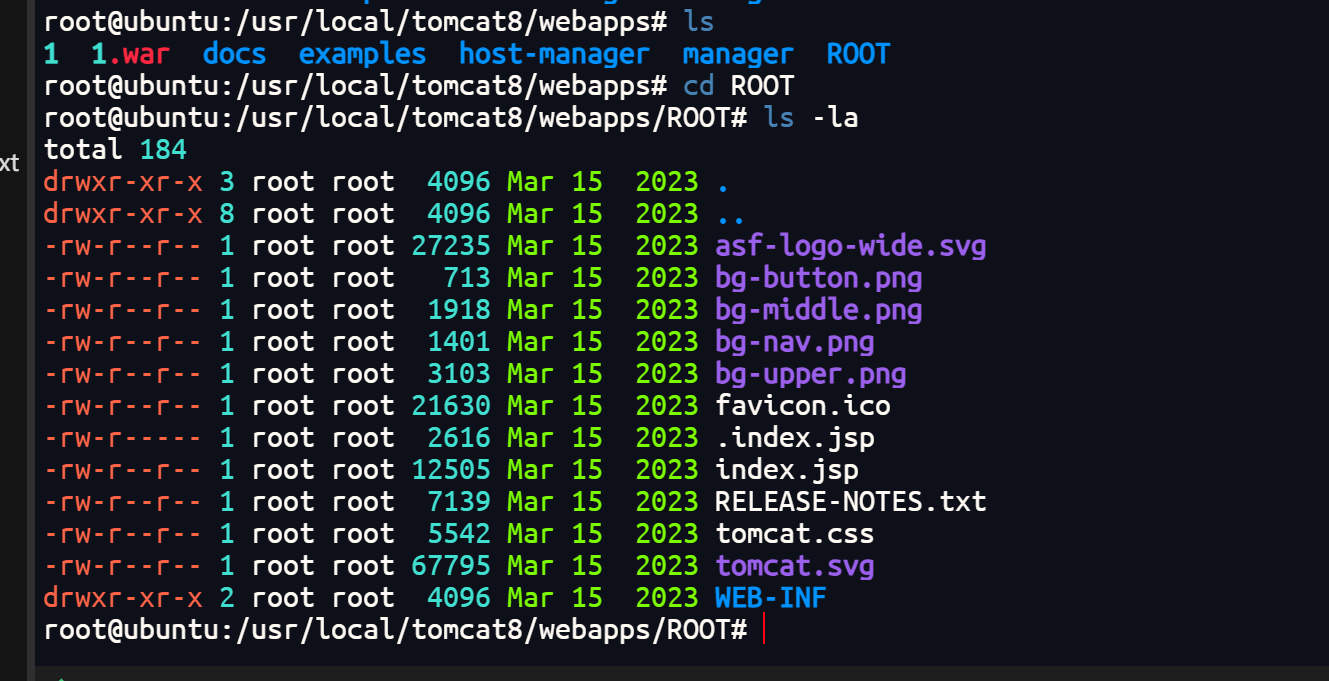 root@ubuntu:/usr/local/tomcat8/webapps# ls
1  1.war  docs  examples  host-manager  manager  ROOT
root@ubuntu:/usr/local/tomcat8/webapps# cd ROOT
root@ubuntu:/usr/local/tomcat8/webapps/ROOT# ls -la
xt
total 184
drwxr-xr-x 3 root root  4096 Mar 15  2023 .
drwxr-xr-x 8 root root  4096 Mar 15  2023 ..
-rw-r--r-- 1 root root 27235 Mar 15  2023 asf-logo-wide.svg
-rw-r--r-- 1 root root   713 Mar 15  2023 bg-button.png
-rw-r--r-- 1 root root  1918 Mar 15  2023 bg-middle.png
-rw-r--r-- 1 root root  1401 Mar 15  2023 bg-nav.png
-rw-r--r-- 1 root root  3103 Mar 15  2023 bg-upper.png
-rw-r--r-- 1 root root 21630 Mar 15  2023 favicon.ico
-rw-r----- 1 root root  2616 Mar 15  2023 .index.jsp
-rw-r--r-- 1 root root 12505 Mar 15  2023 index.jsp
-rw-r--r-- 1 root root  7139 Mar 15  2023 RELEASE-NOTES.txt
-rw-r--r-- 1 root root  5542 Mar 15  2023 tomcat.css
-rw-r--r-- 1 root root 67795 Mar 15  2023 tomcat.svg
drwxr-xr-x 2 root root  4096 Mar 15  2023 WEB-INF
root@ubuntu:/usr/local/tomcat8/webapps/ROOT#